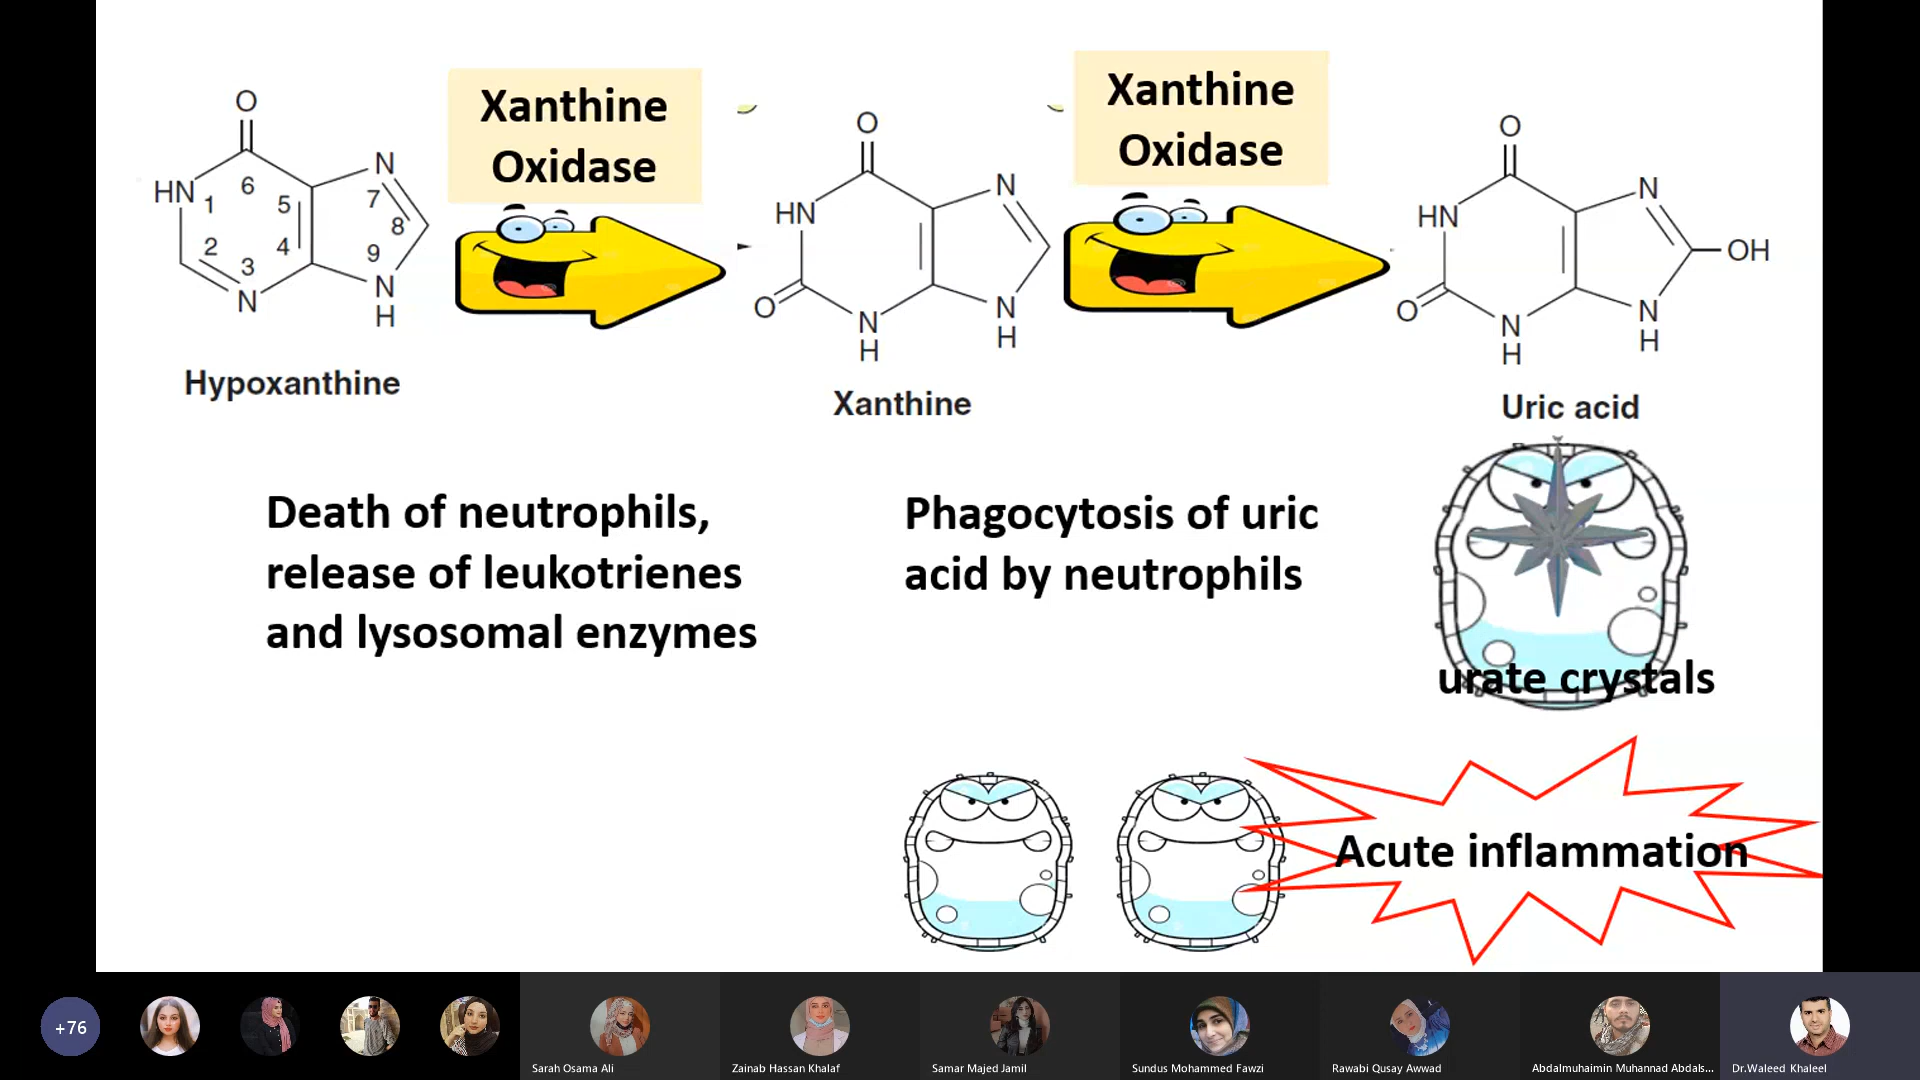 Xanthine
Oxidase
Xanthine
Oxidase
O
HN
1
2
3
4
5
6
7
8
9
N
N
N
H
Hypoxanthine
O
HN
O
N
H
N
N
H
Xanthine
O
HN
O
N
H
N
N
H
OH
Uric acid
Death of neutrophils,
release of leukotrienes
and lysosomal enzymes
Phagocytosis of uric
acid by neutrophils
urate crystals
Acute inflammation
+76
Sarah Osama Ali
Zainab Hassan Khalaf
Samar Majed Jamil
Sundus Mohammed Fawzi
Rawabi Qusay Awwad
Abdalmuhaimin Muhannad Abdals...
Dr.Waleed Khaleel